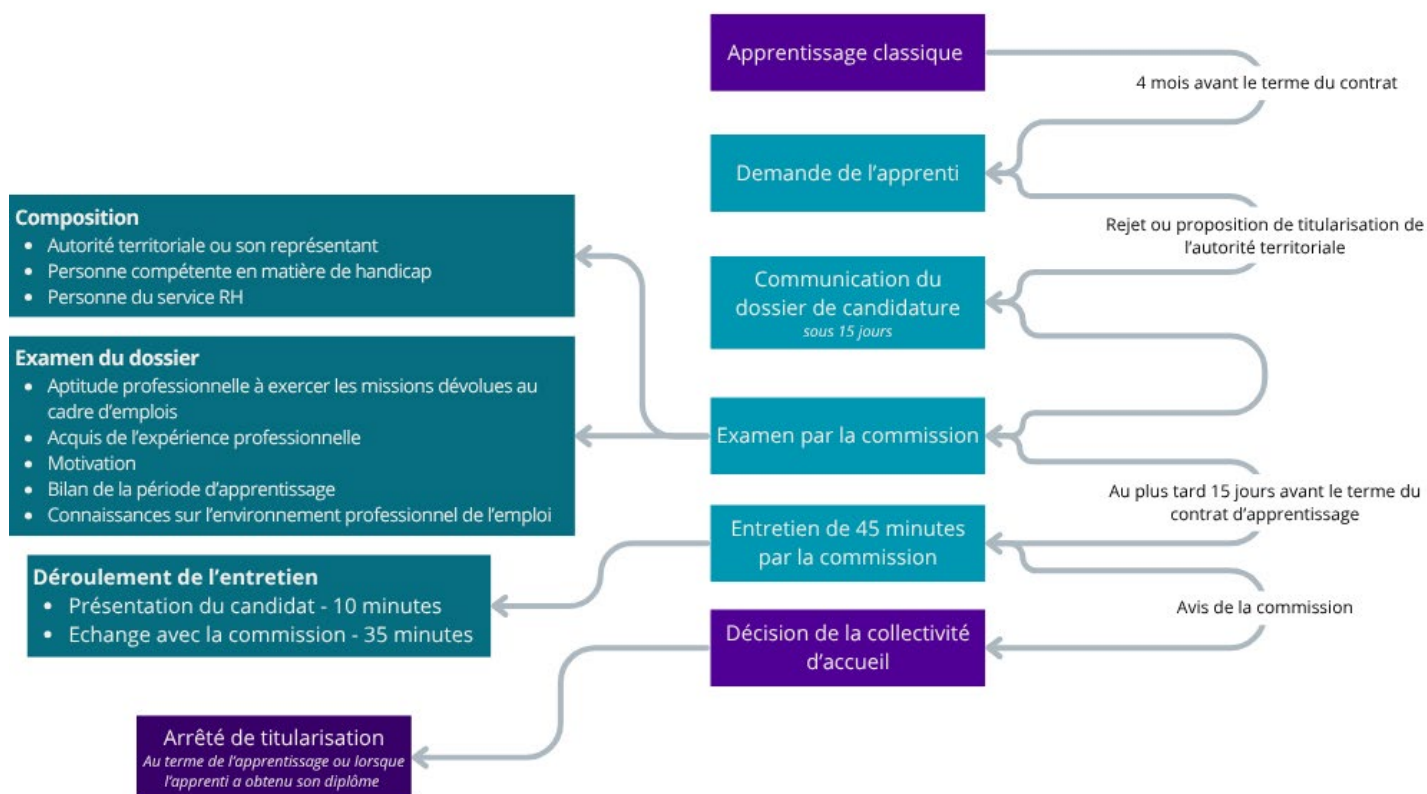 Apprentissage classique
4 mois avant le terme du contrat
Demande de l'apprenti
Rejet ou proposition de titularisation de
l'autorité territoriale
Communication du
dossier de candidature
sous 15 jours
Examen par la commission
Composition
• Autorité territoriale ou son représentant
• Personne compétente en matière de handicap
• Personne du service RH
Examen du dossier
• Aptitude professionnelle à exercer les missions dévolues au
cadre d'emplois
• Acquis de l'expérience professionnelle
• Motivation
• Bilan de la période d'apprentissage
• Connaissances sur l'environnement professionnel de l'emploi
Au plus tard 15 jours avant le terme du
contrat d'apprentissage
Entretien de 45 minutes
par la commission
Déroulement de l'entretien
• Présentation du candidat - 10 minutes
• Echange avec la commission - 35 minutes
Avis de la commission
Décision de la collectivité
d'accueil
Arrêté de titularisation
Au terme de l'apprentissage ou lorsque
l'apprenti a obtenu son diplôme